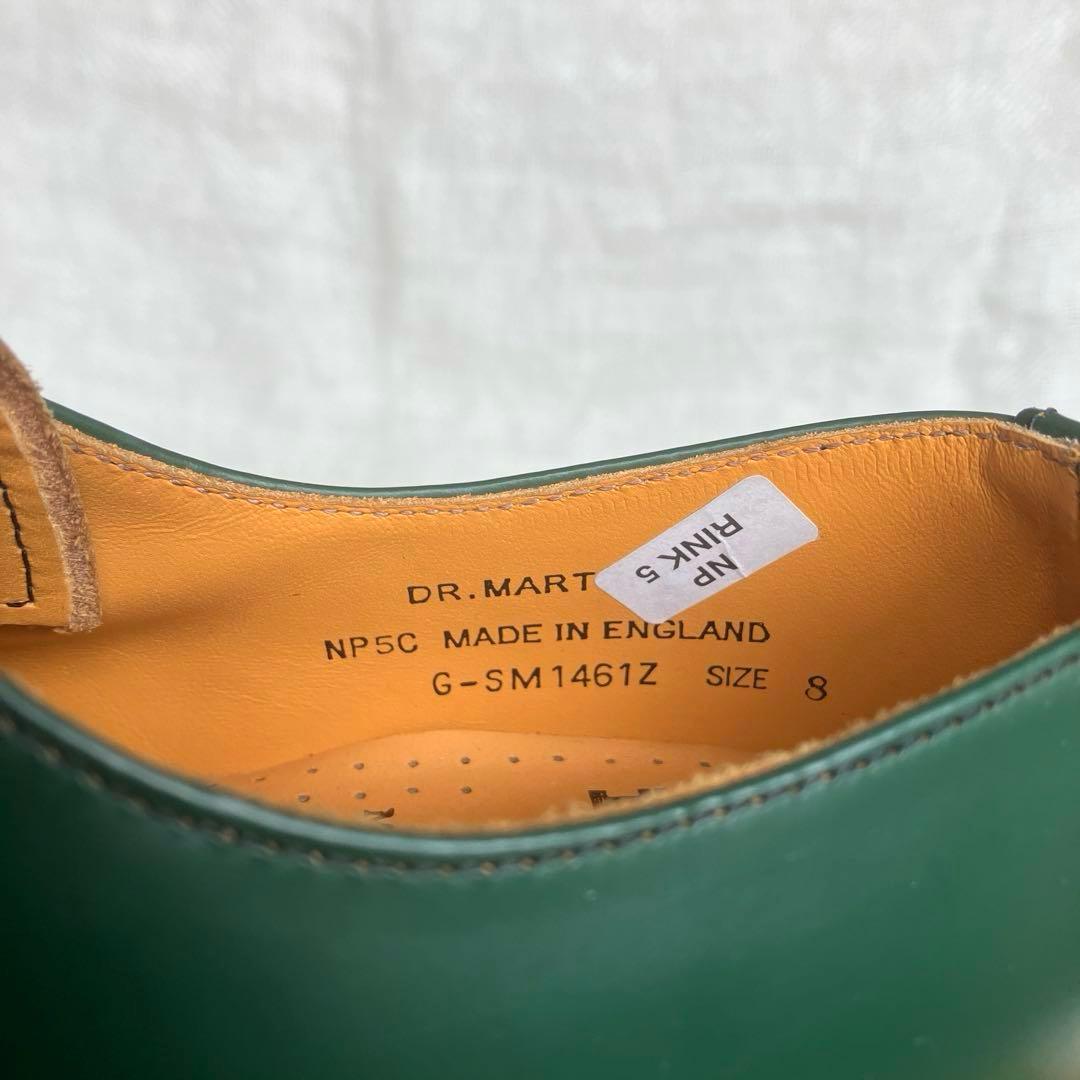 DR.MART
NP5C MADE IN ENGLAND
G-SM1461Z SIZE 8
NP
RINK 5